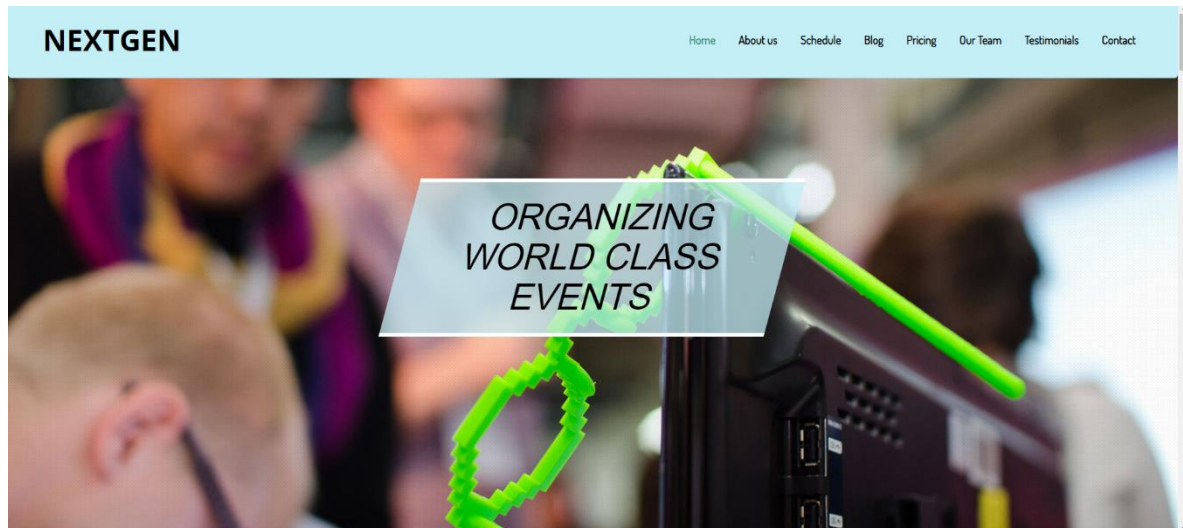 NEXTGEN
Home About us Schedule Blog Pricing Our Team Testimonials Contact
ORGANIZING
WORLD CLASS
EVENTS